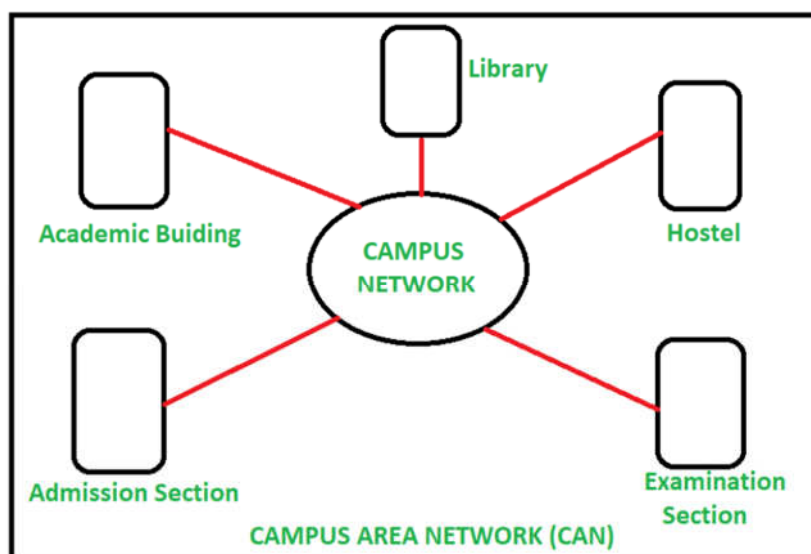 Library
Academic Buiding
Hostel
CAMPUS
NETWORK
Admission Section
Examination
Section
CAMPUS AREA NETWORK (CAN)